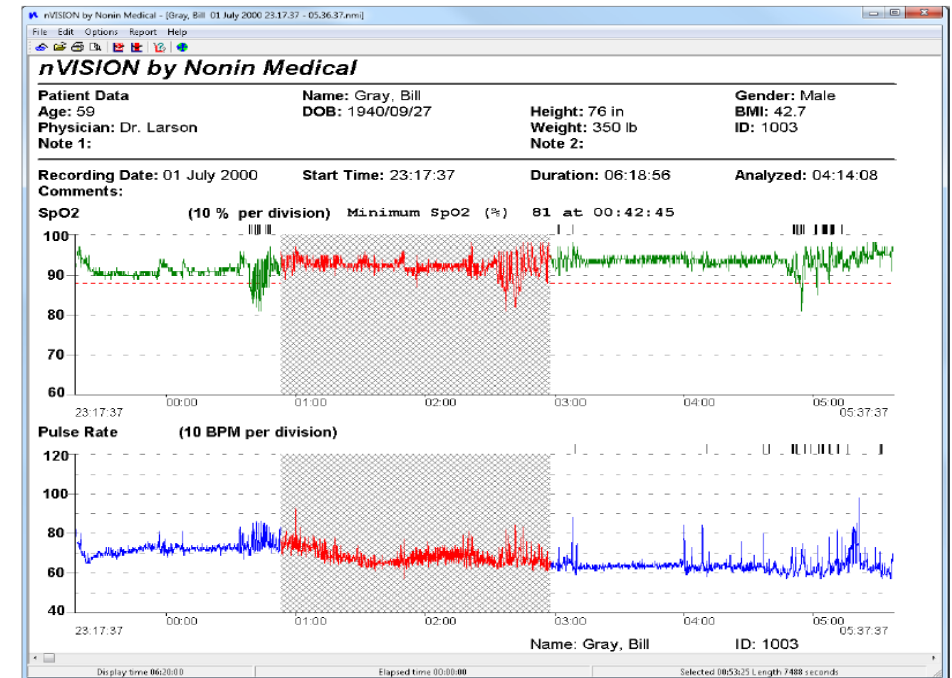 nVISION by Nonin Medical - [Gray, Bill 01 July 2000 23.17.37 - 05.36.37.nmi]
File Edit Options Report Help
nVISION by Nonin Medical
Patient Data Name: Gray, Bill Gender: Male
Age: 59 DOB: 1940/09/27 Height: 76 in BMI: 42.7
Physician: Dr. Larson Weight: 350 lb ID: 1003
Note 1: Note 2:
Recording Date: 01 July 2000 Start Time: 23:17:37 Duration: 06:18:56 Analyzed: 04:14:08
Comments:
SpO2 (10 % per division) Minimum SpO2 (%) 81 at 00:42:45
100
90
80
70
60
00:00 01:00 02:00 03:00 04:00 05:00
23:17:37 05:37:37
Pulse Rate (10 BPM per division)
120
100
80
60
40
00:00 01:00 02:00 03:00 04:00 05:00
23:17:37 05:37:37
Name: Gray, Bill ID: 1003
Display time 06:20:00 Elapsed time 00:00:00 Selected 00:53:25 Length 7488 seconds